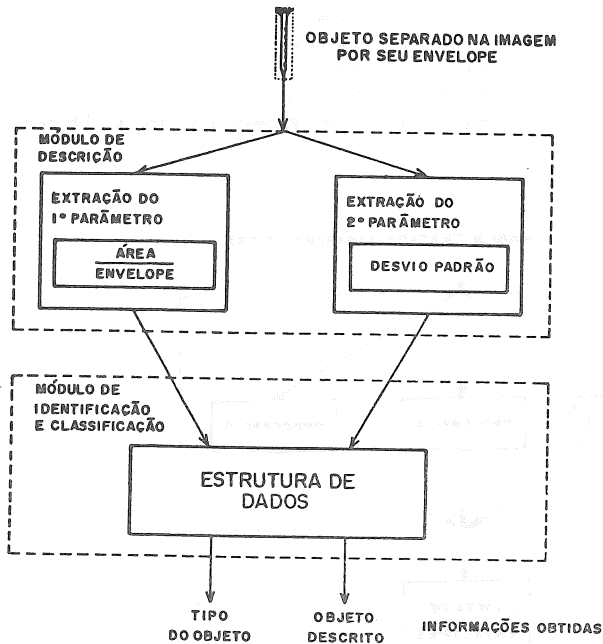 OBJETO SEPARADO NA IMAGEM
POR SEU ENVELOPE
MÓDULO DE
DESCRIÇÃO
EXTRAÇÃO DO
1º PARÂMETRO
ÁREA
ENVELOPE
EXTRAÇÃO DO
2º PARÂMETRO
DESVIO PADRÃO
MÓDULO DE
IDENTIFICAÇÃO
E CLASSIFICAÇÃO
ESTRUTURA DE
DADOS
TIPO
DO OBJETO
OBJETO
DESCRITO
INFORMAÇÕES OBTIDAS